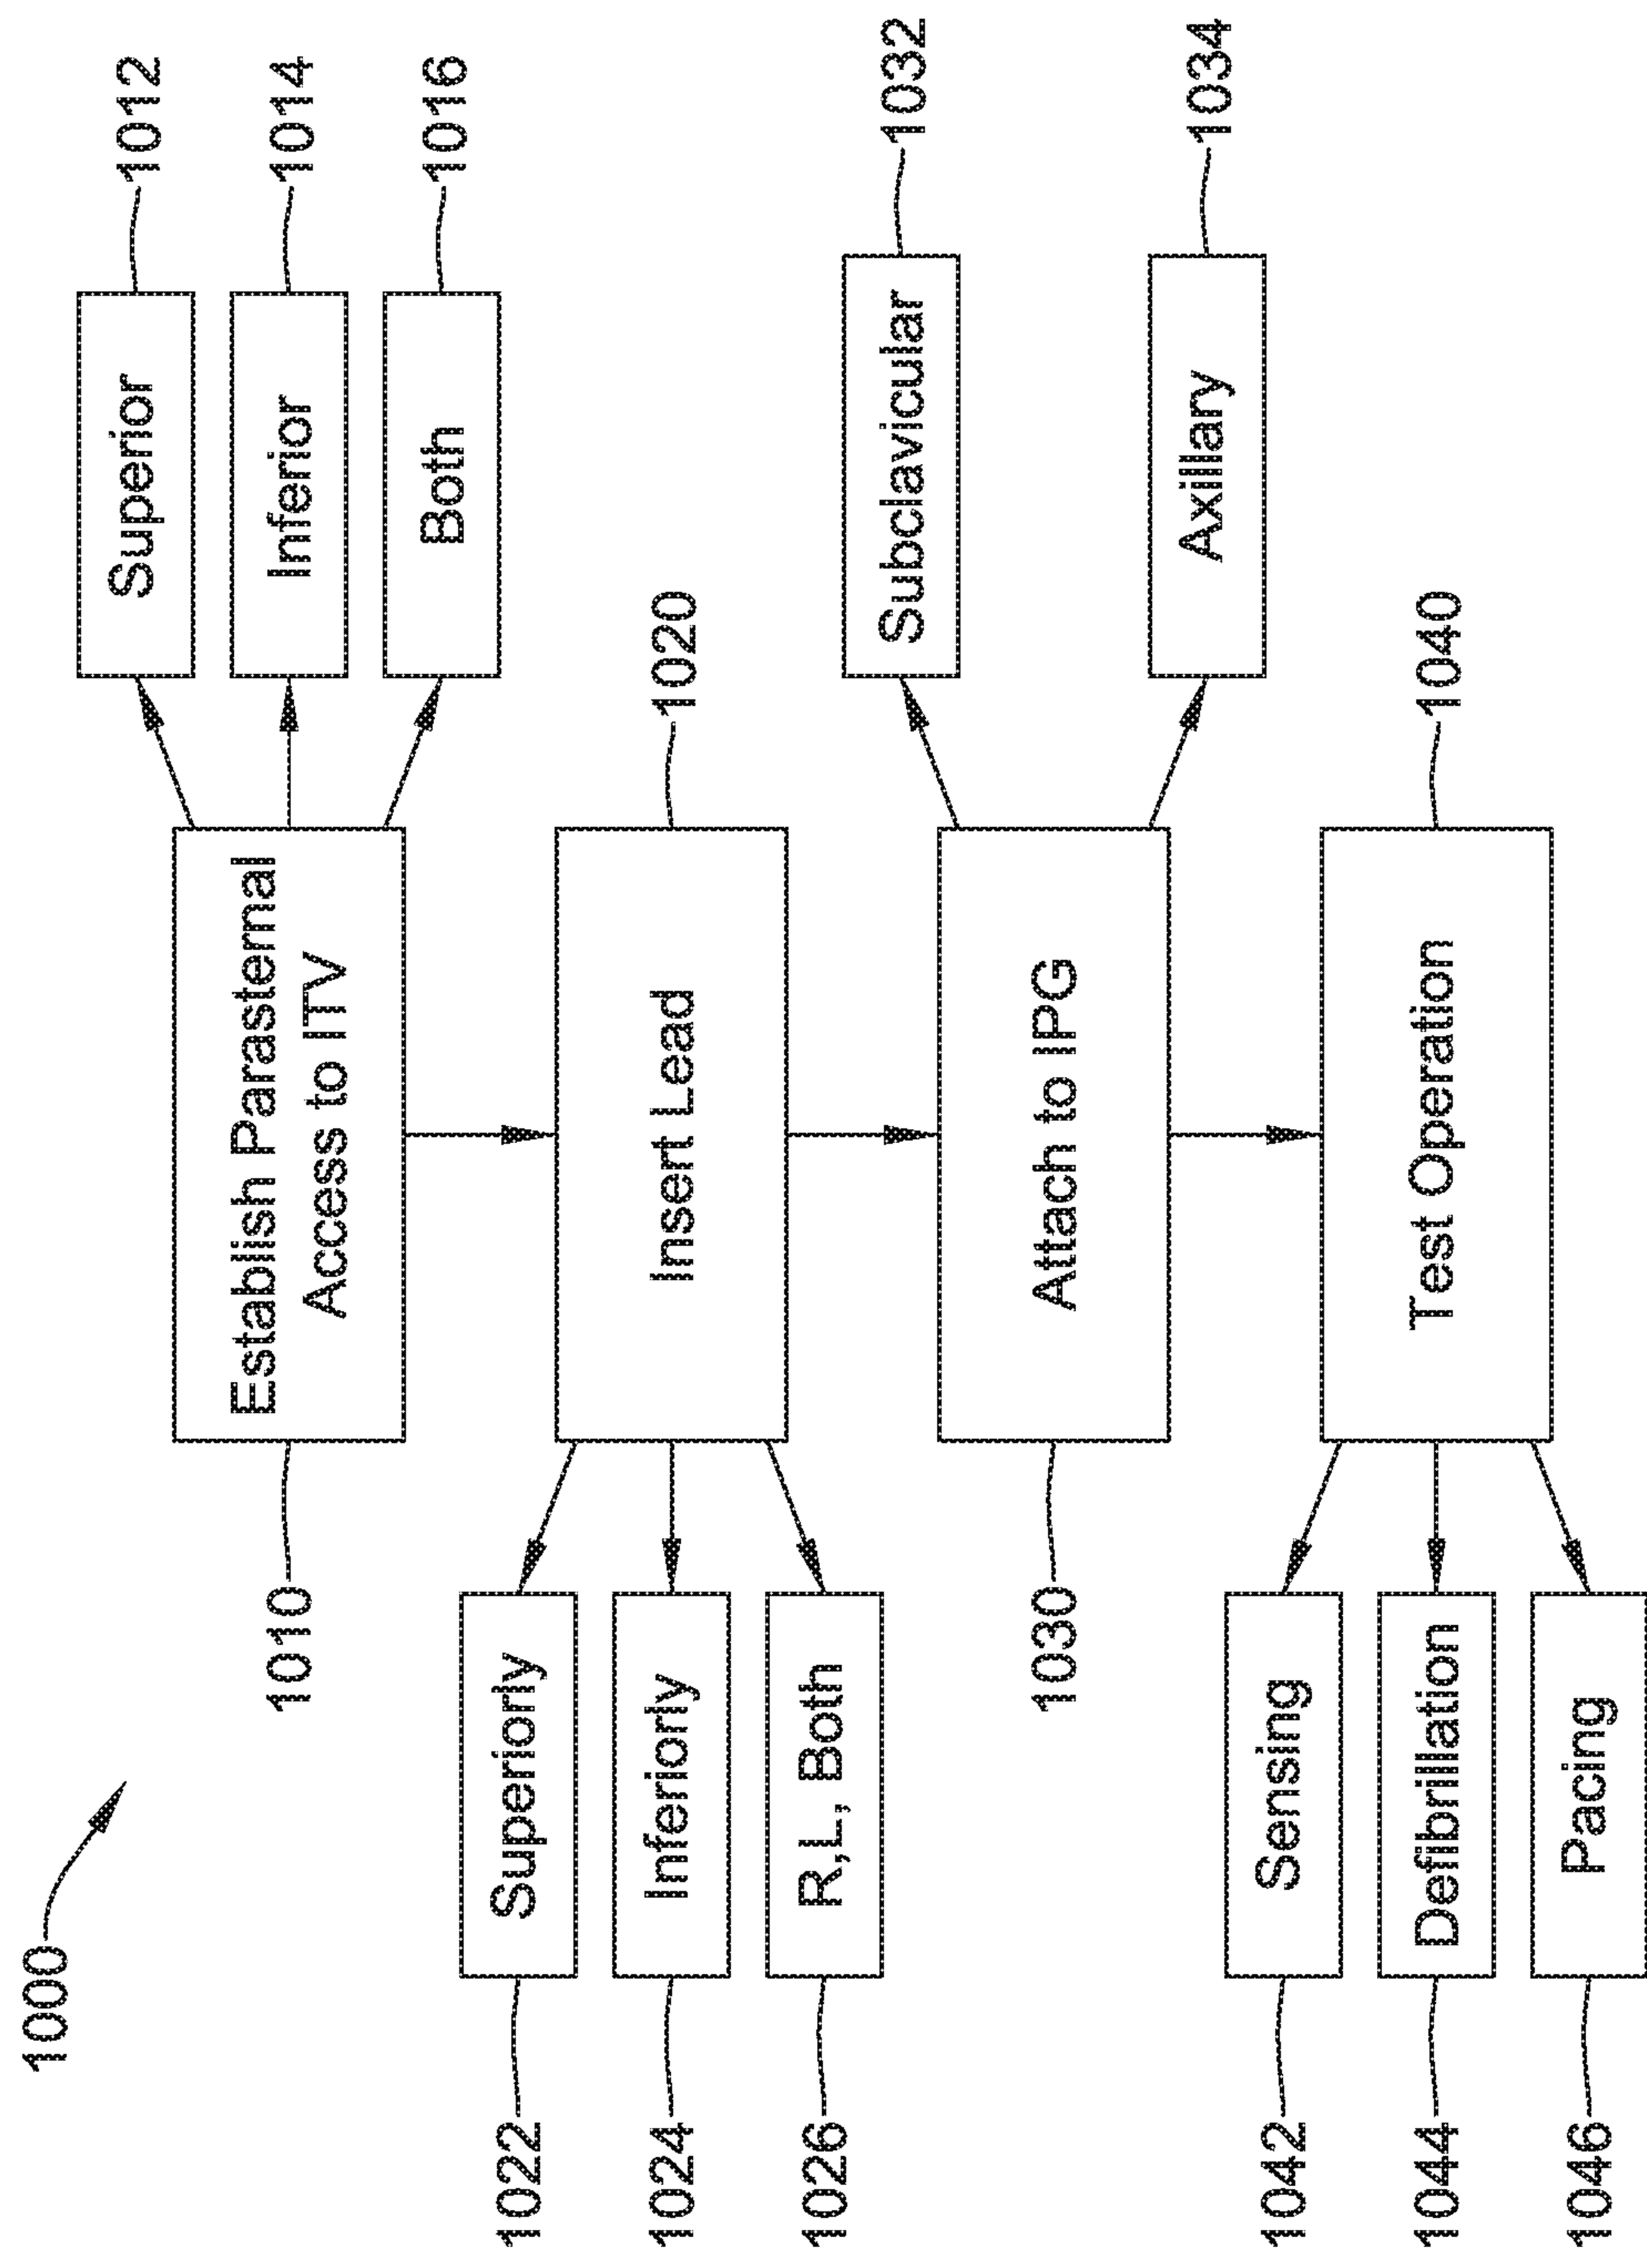 1000
1010
Establish Parasternal
Access to ITV
Superior
1012
Inferior
1014
Both
1016
1022
Superiorly
1024
Inferiorly
1026
R,L, Both
Insert Lead
1020
1030
Attach to IPG
Subclavicular
1032
Axillary
1034
1042
Sensing
1044
Defibrillation
1046
Pacing
Test Operation
1040